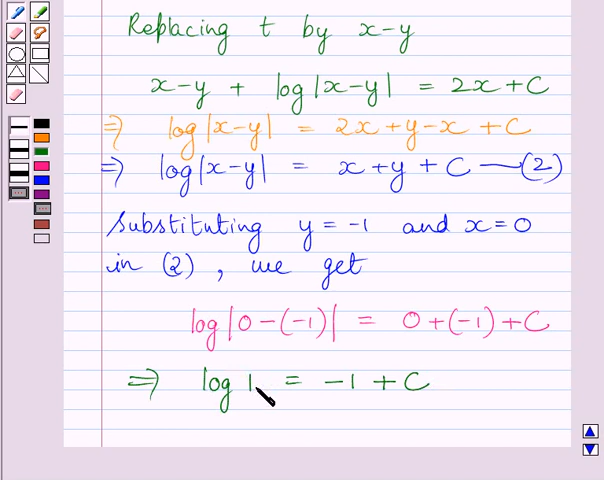 Replacing t by x-y
x-y + log|x-y| = 2x+C
⇒ log|x-y| = 2x+y-x+C
⇒ log|x-y| = x+y+C —(2)
Substituting y=-1 and x=0
in (2), we get
log|0-(-1)| = 0+(-1)+C
⇒ log 1 = -1+C